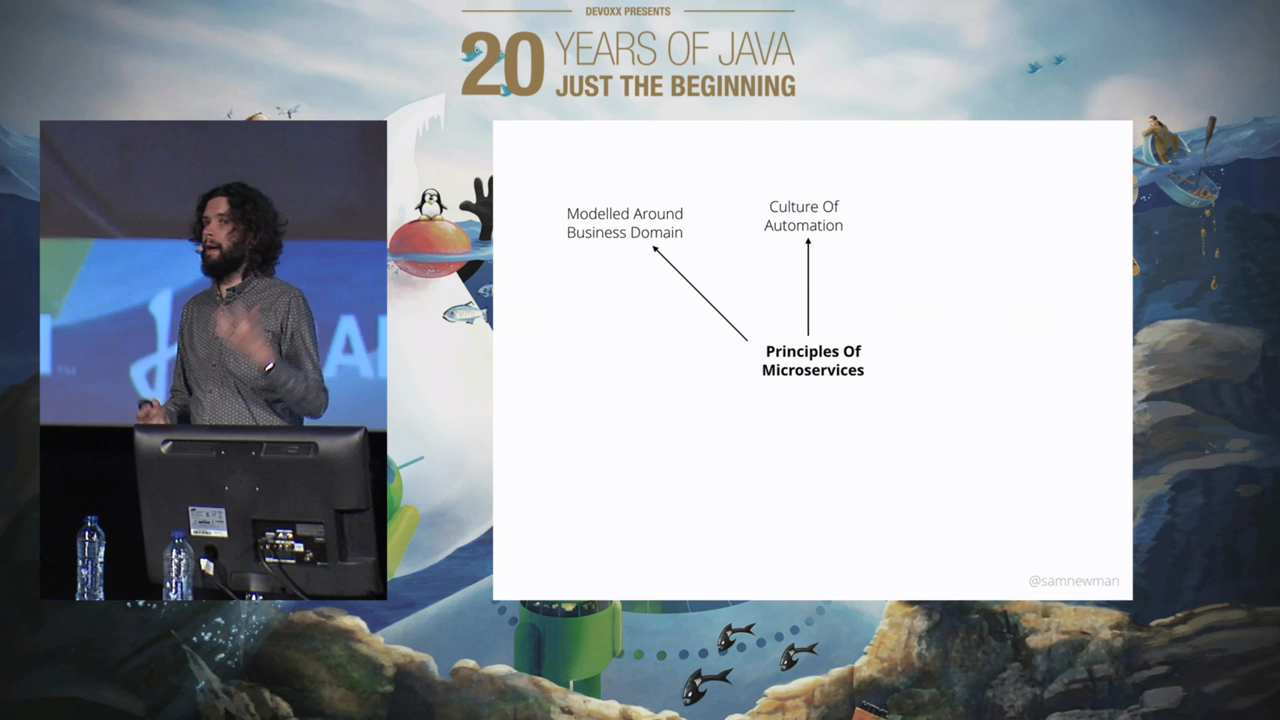 DEVOXX PRESENTS
20 YEARS OF JAVA
JUST THE BEGINNING
Modelled Around
Business Domain
Culture Of
Automation
Principles Of
Microservices
@samnewman